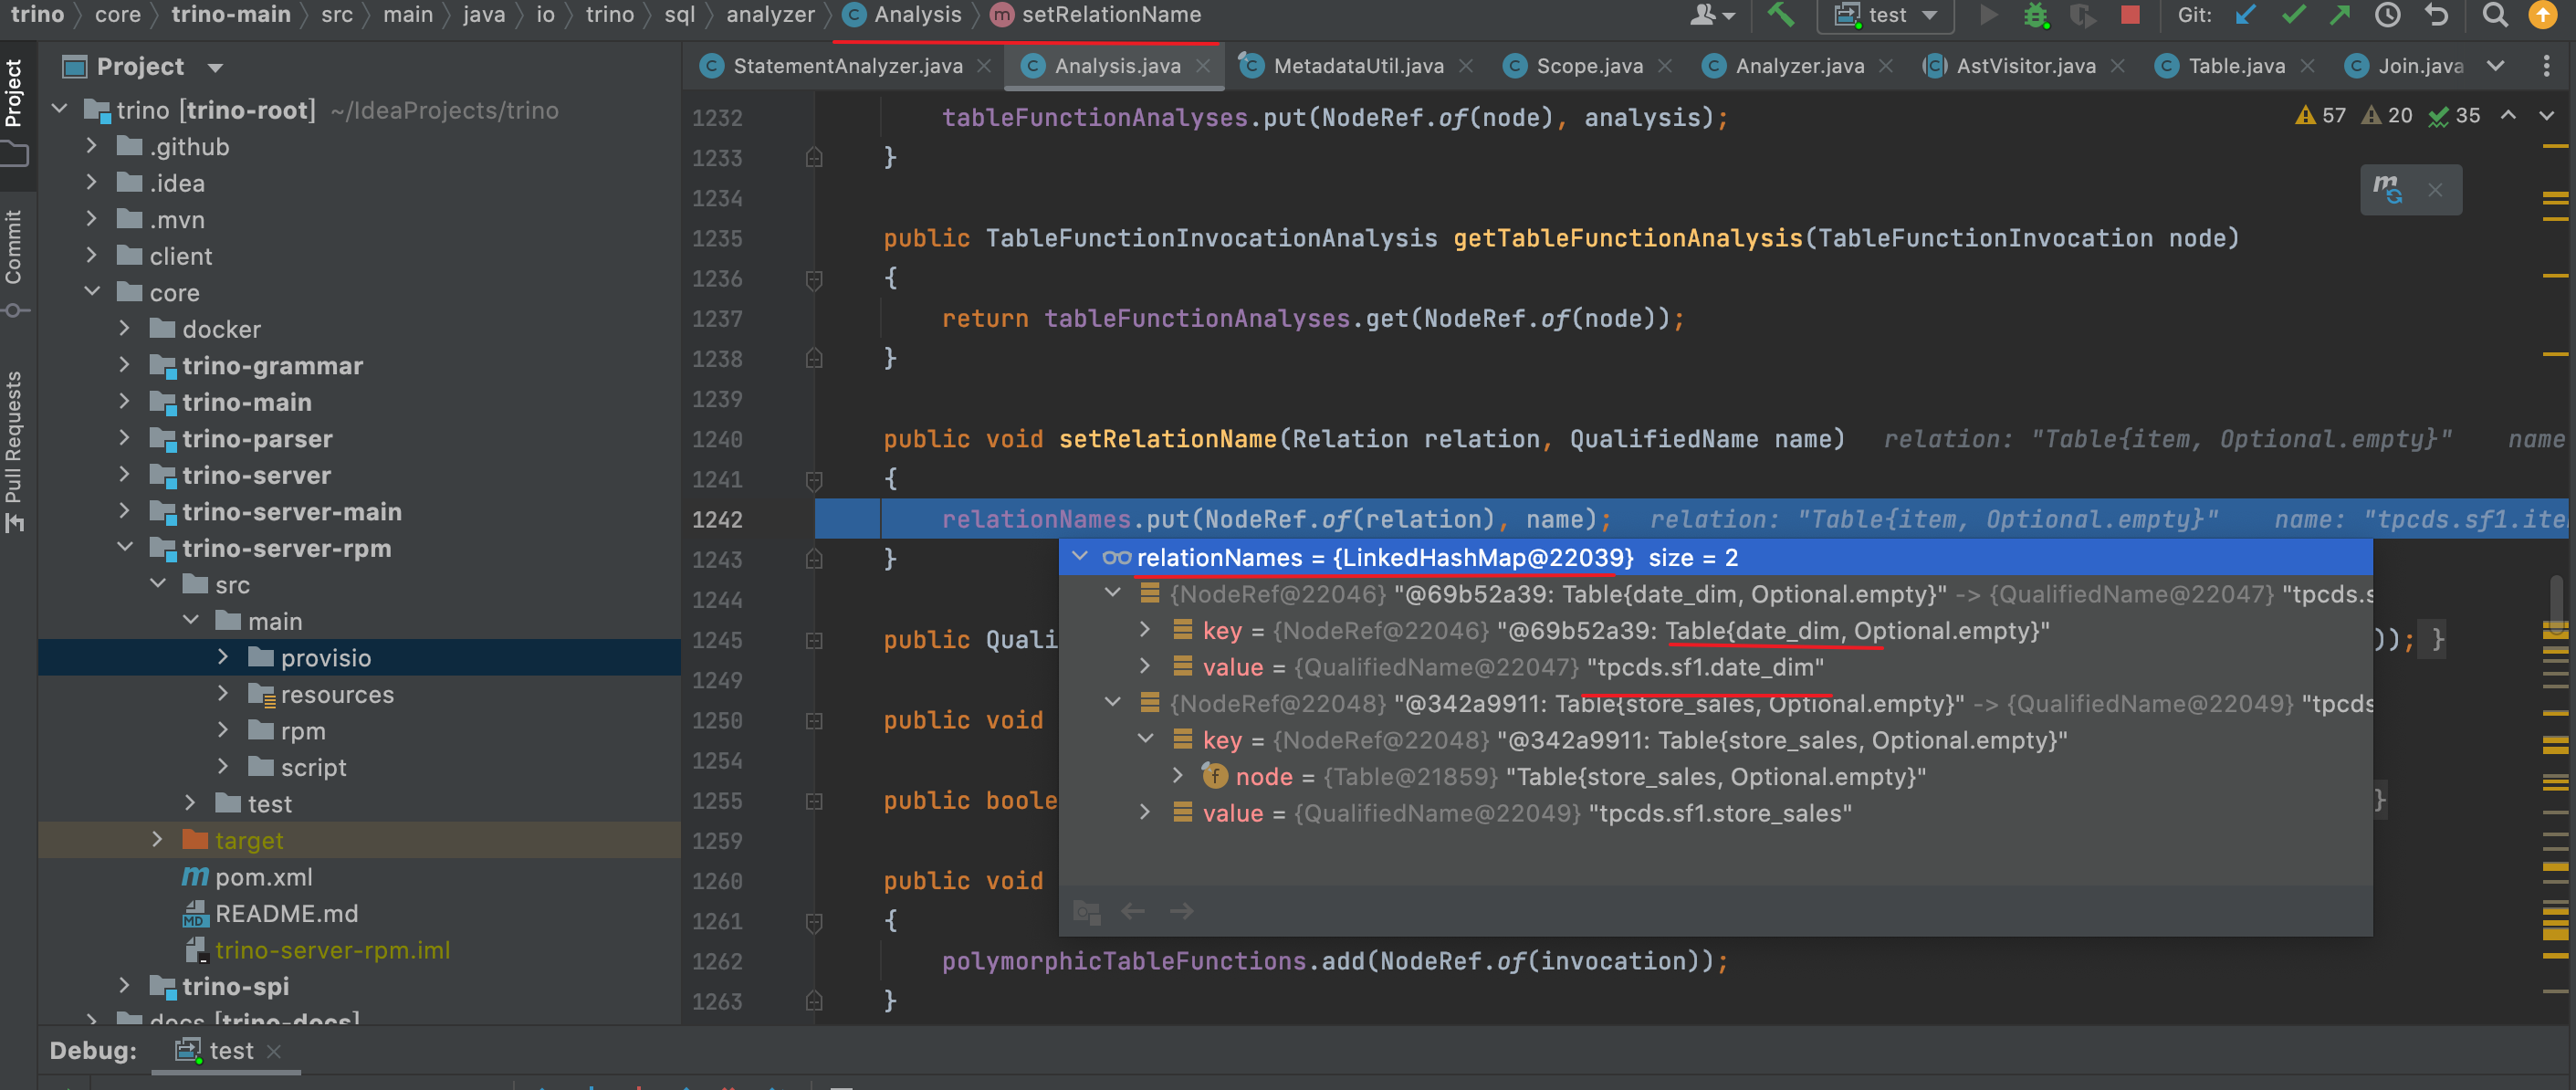 trino core trino-main src main java io trino sql analyzer Analysis setRelationName test Git:
Project
StatementAnalyzer.java Analysis.java MetadataUtil.java Scope.java Analyzer.java AstVisitor.java Table.java Join.java
Project
Commit
Pull Requests
trino [trino-root] ~/IdeaProjects/trino
.github
.idea
.mvn
client
core
docker
trino-grammar
trino-main
trino-parser
trino-server
trino-server-main
trino-server-rpm
src
main
provisio
resources
rpm
script
test
target
pom.xml
README.md
trino-server-rpm.iml
trino-spi
docs [trino-docs]
57 20 35
1232 tableFunctionAnalyses.put(NodeRef.of(node), analysis);
1233 }
1234
1235 public TableFunctionInvocationAnalysis getTableFunctionAnalysis(TableFunctionInvocation node)
1236 {
1237 return tableFunctionAnalyses.get(NodeRef.of(node));
1238 }
1239
1240 public void setRelationName(Relation relation, QualifiedName name) relation: "Table{item, Optional.empty}" name
1241 {
1242 relationNames.put(NodeRef.of(relation), name); relation: "Table{item, Optional.empty}" name: "tpcds.sf1.ite
1243 }
1244
1245 public Quali )); }
1249
1250 public void
1254
1255 public boole }
1259
1260 public void
1261 {
1262 polymorphicTableFunctions.add(NodeRef.of(invocation));
1263 }
relationNames = {LinkedHashMap@22039} size = 2
{NodeRef@22046} "@69b52a39: Table{date_dim, Optional.empty}" -> {QualifiedName@22047} "tpcds.s
key = {NodeRef@22046} "@69b52a39: Table{date_dim, Optional.empty}"
value = {QualifiedName@22047} "tpcds.sf1.date_dim"
{NodeRef@22048} "@342a9911: Table{store_sales, Optional.empty}" -> {QualifiedName@22049} "tpcds
key = {NodeRef@22048} "@342a9911: Table{store_sales, Optional.empty}"
node = {Table@21859} "Table{store_sales, Optional.empty}"
value = {QualifiedName@22049} "tpcds.sf1.store_sales"
Debug: test